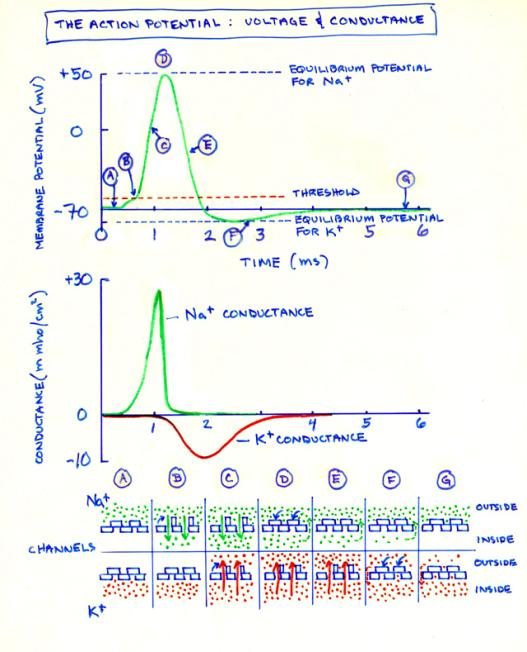 THE ACTION POTENTIAL : VOLTAGE & CONDUCTANCE
MEMBRANE POTENTIAL (mV)
+50
0
-70
D
EQUILIBRIUM POTENTIAL
FOR Na+
A
B
C
E
G
THRESHOLD
EQUILIBRIUM POTENTIAL
FOR K+
F
0 1 2 3 5 6
TIME (ms)
CONDUCTANCE (m mho/cm²)
+30
0
-10
Na+ CONDUCTANCE
1 2 4 5 6
K+ CONDUCTANCE
A B C D E F G
Na+
OUTSIDE
INSIDE
CHANNELS
OUTSIDE
INSIDE
K+